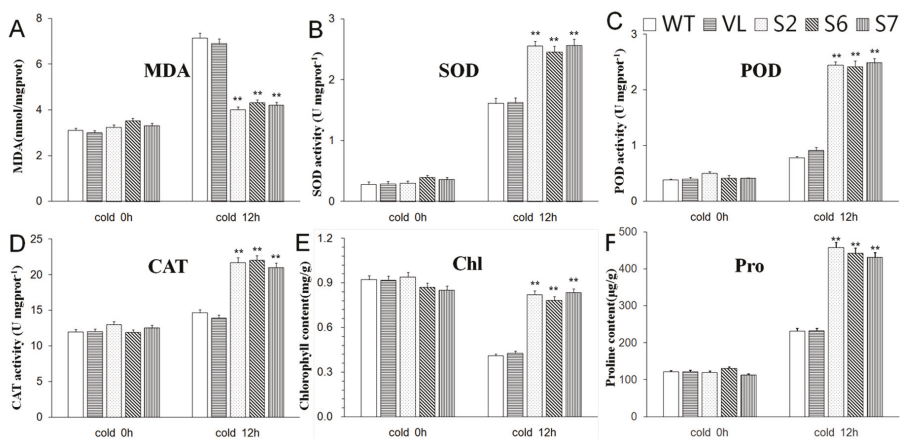 A
MDA
MDA(nmol/mgprot)
8
6
4
2
0
cold 0h
cold 12h
**
**
**
B
SOD
SOD activity (U mgprot⁻¹)
3
2
1
0
cold 0h
cold 12h
**
**
**
C
WT VL S2 S6 S7
POD
POD activity (U mgprot⁻¹)
3
2
1
0
cold 0h
cold 12h
**
**
**
D
CAT
CAT activity (U mgprot⁻¹)
25
20
15
10
5
0
cold 0h
cold 12h
**
**
**
E
Chl
Chlorophyll content(mg/g)
1.2
0.9
0.6
0.3
0.0
cold 0h
cold 12h
**
**
**
F
Pro
Proline content(μg/g)
500
400
300
200
100
0
cold 0h
cold 12h
**
**
**